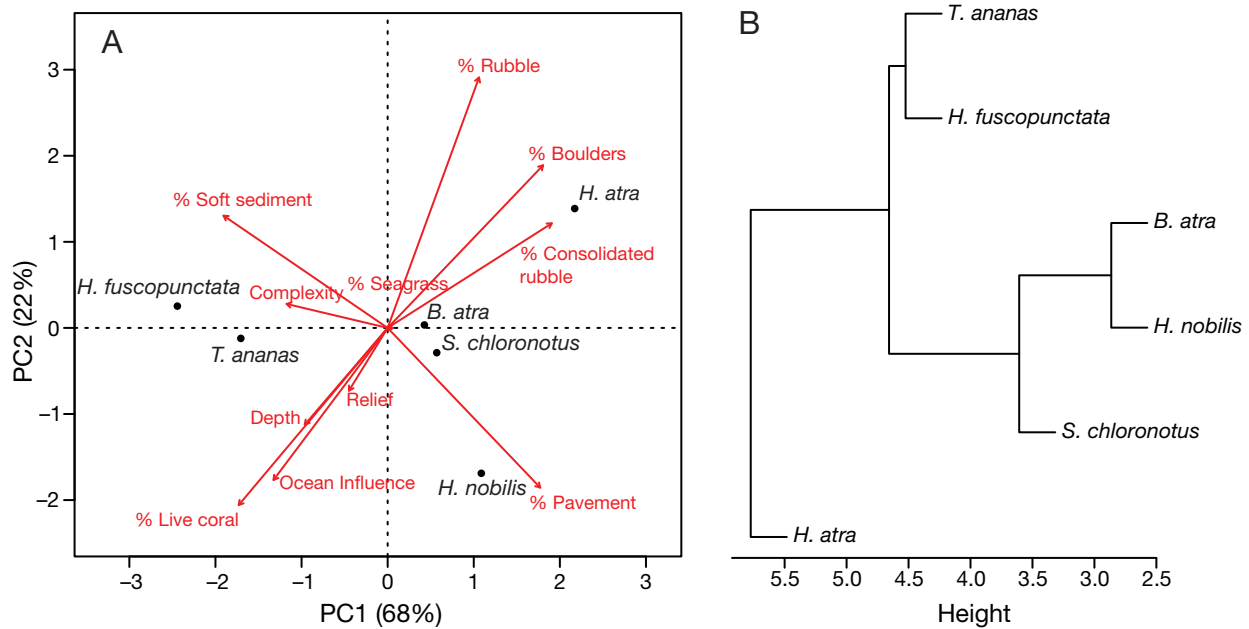 A
% Rubble
% Boulders
H. atra
% Soft sediment
% Consolidated
rubble
% Seagrass
H. fuscopunctata
Complexity
B. atra
S. chloronotus
T. ananas
Relief
Depth
Ocean Influence
H. nobilis
% Pavement
% Live coral
3
2
1
0
−1
−2
PC2 (22%)
−3
−2
−1
0
1
2
3
PC1 (68%)
B
T. ananas
H. fuscopunctata
B. atra
H. nobilis
S. chloronotus
H. atra
5.5
5.0
4.5
4.0
3.5
3.0
2.5
Height